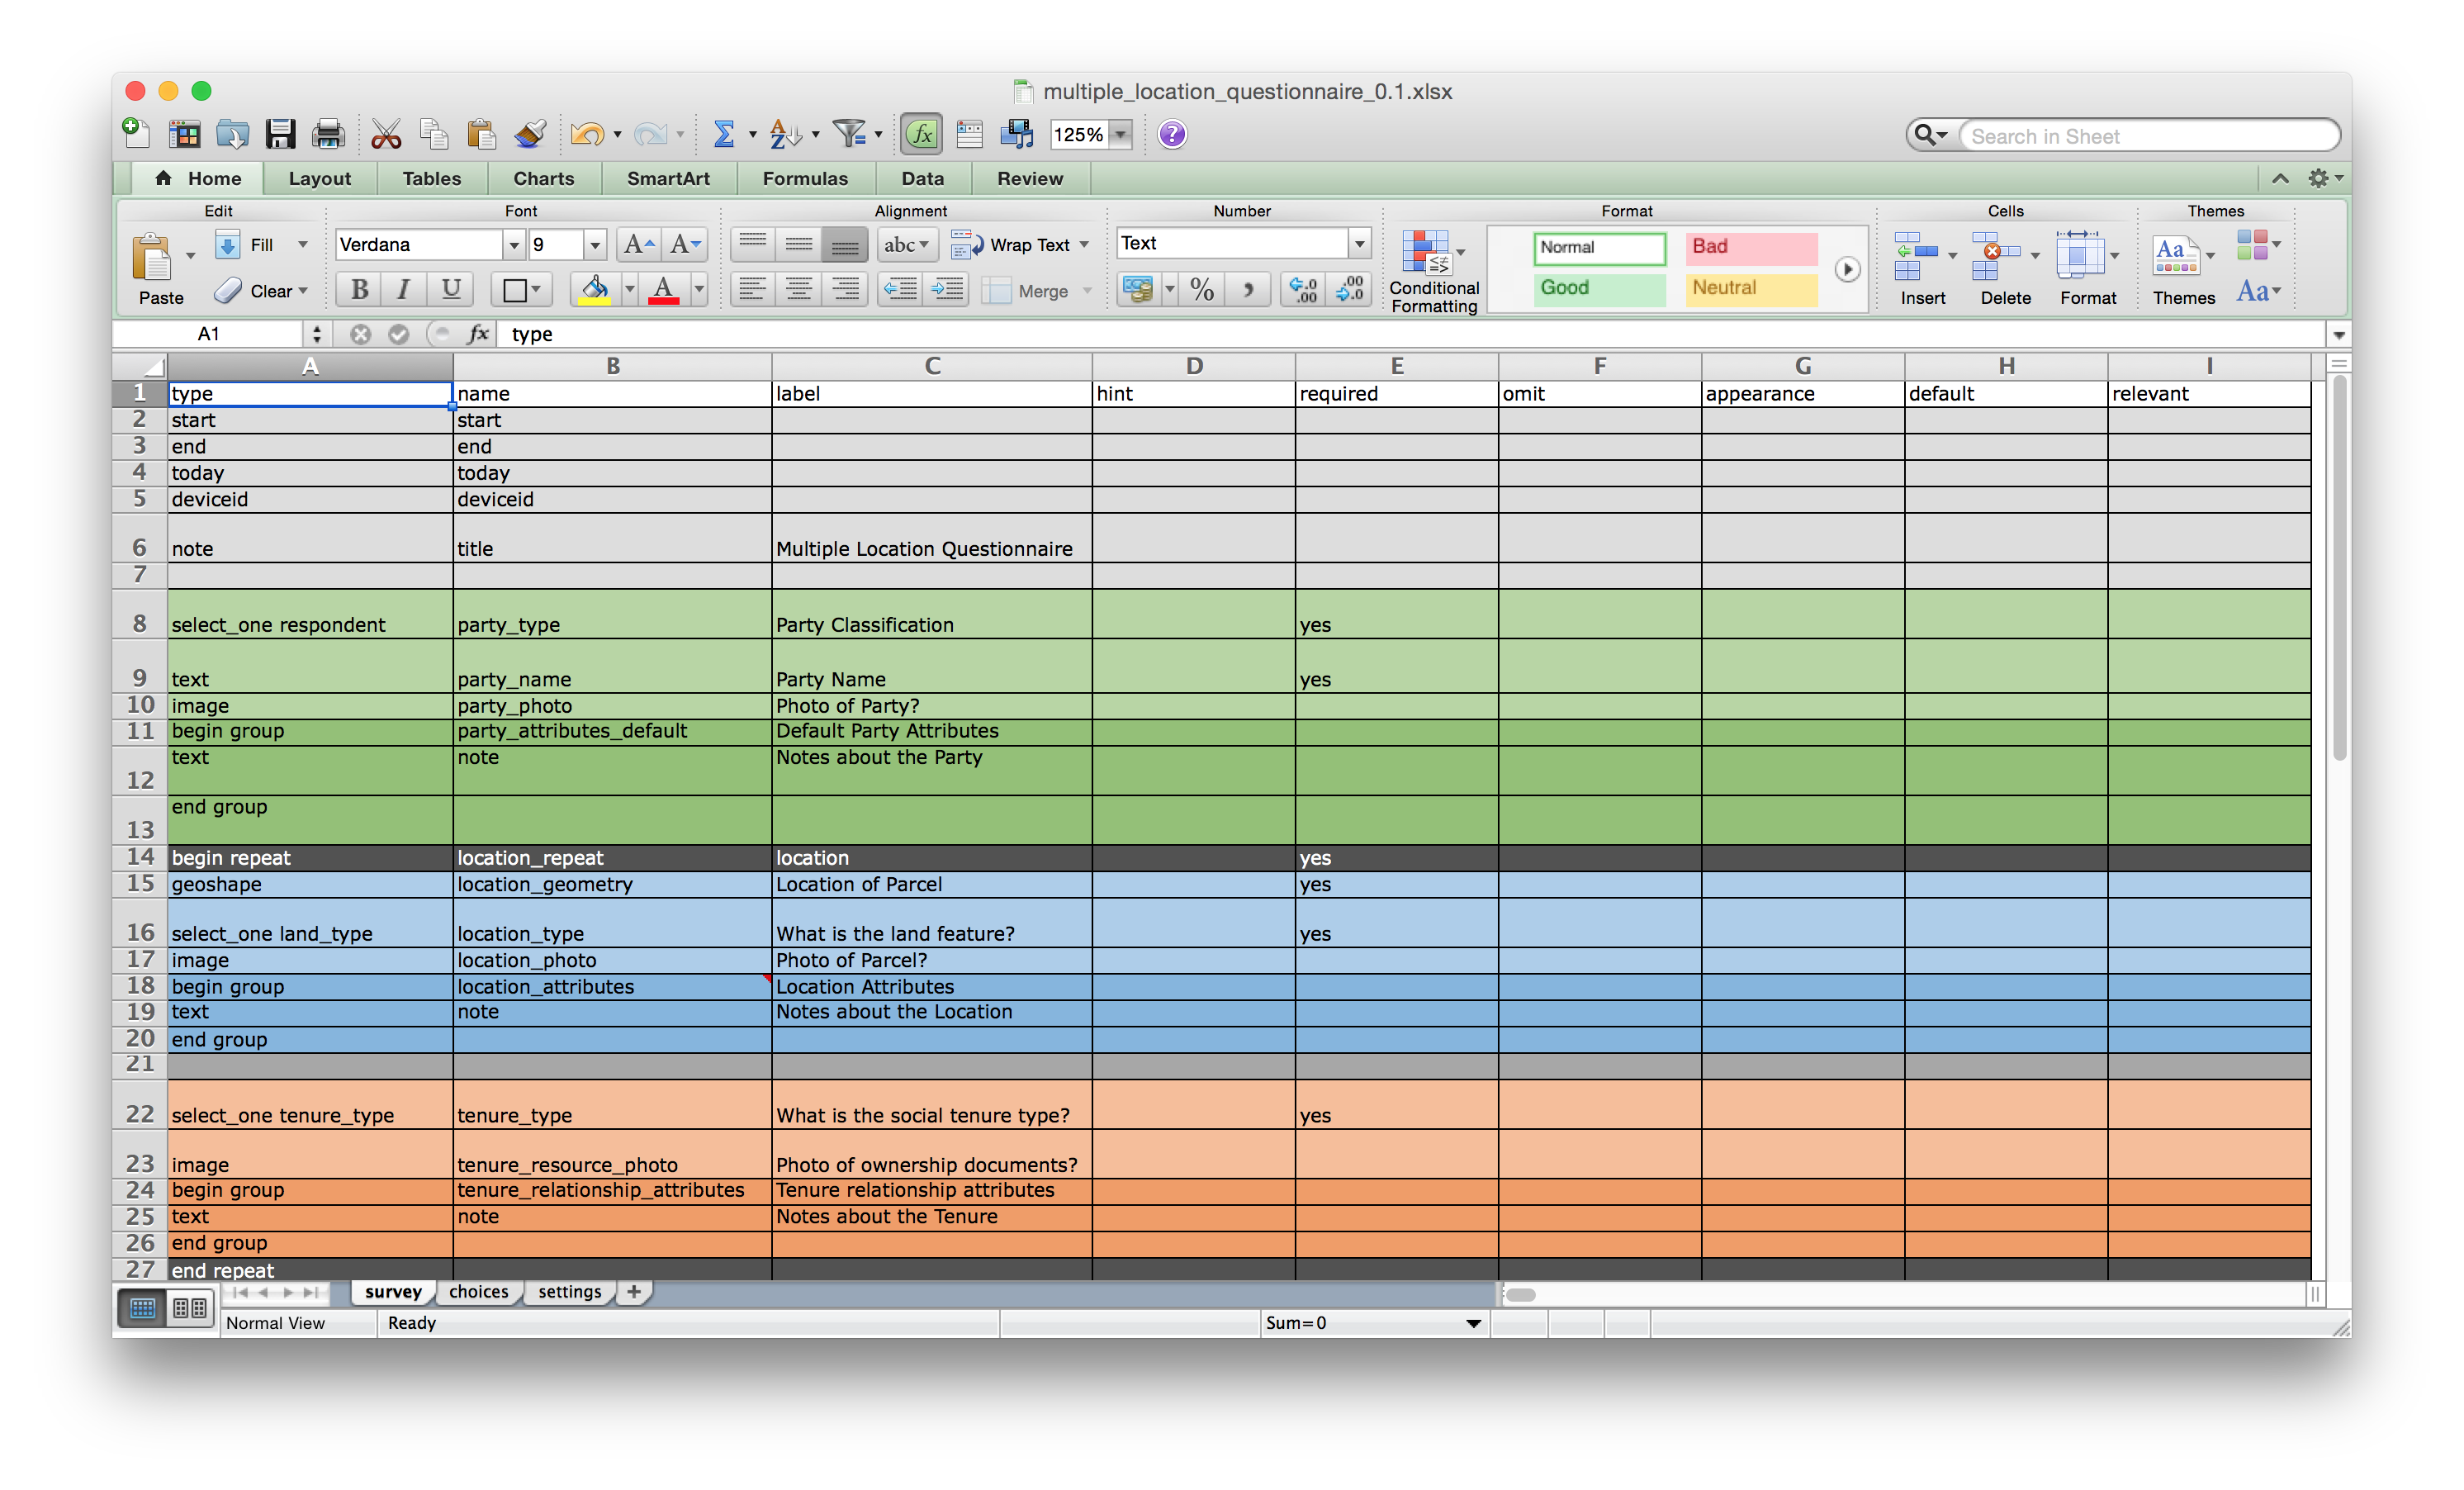 multiple_location_questionnaire_0.1.xlsx
125%
Search in Sheet
Home Layout Tables Charts SmartArt Formulas Data Review
Edit Font Alignment Number Format Cells Themes
Fill Verdana 9 A A abc Wrap Text Text Normal Bad Aa
Paste Clear B I U A Merge % Conditional Formatting Good Neutral Insert Delete Format Themes Aa
A1 fx type
A B C D E F G H I
1 type name label hint required omit appearance default relevant
2 start start
3 end end
4 today today
5 deviceid deviceid
6 note title Multiple Location Questionnaire
7
8 select_one respondent party_type Party Classification yes
9 text party_name Party Name yes
10 image party_photo Photo of Party?
11 begin group party_attributes_default Default Party Attributes
12 text note Notes about the Party
13 end group
14 begin repeat location_repeat location yes
15 geoshape location_geometry Location of Parcel yes
16 select_one land_type location_type What is the land feature? yes
17 image location_photo Photo of Parcel?
18 begin group location_attributes Location Attributes
19 text note Notes about the Location
20 end group
21
22 select_one tenure_type tenure_type What is the social tenure type? yes
23 image tenure_resource_photo Photo of ownership documents?
24 begin group tenure_relationship_attributes Tenure relationship attributes
25 text note Notes about the Tenure
26 end group
27 end repeat
survey choices settings +
Normal View Ready Sum=0